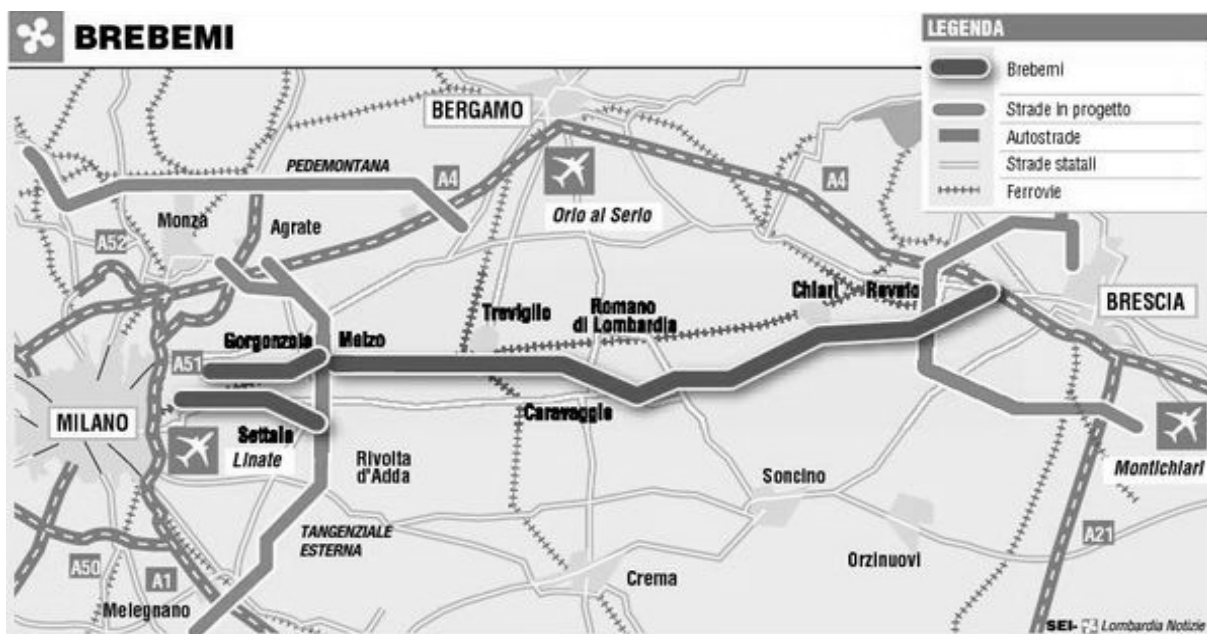 BREBEMI
LEGENDA
Brebemi
Strade in progetto
Autostrade
Strade statali
Ferrovie
BERGAMO
PEDEMONTANA
A4
A4
Orio al Serio
Monza
Agrate
A52
Treviglio
Romano
di Lombardia
Chiari
Rovato
BRESCIA
Gorgonzola
Melzo
A51
MILANO
Caravaggio
Settala
Linate
Rivolta
d'Adda
Soncino
Montichiari
TANGENZIALE
ESTERNA
Orzinuovi
A21
A50
A1
Crema
Melegnano
SEI- Lombardia Notizie